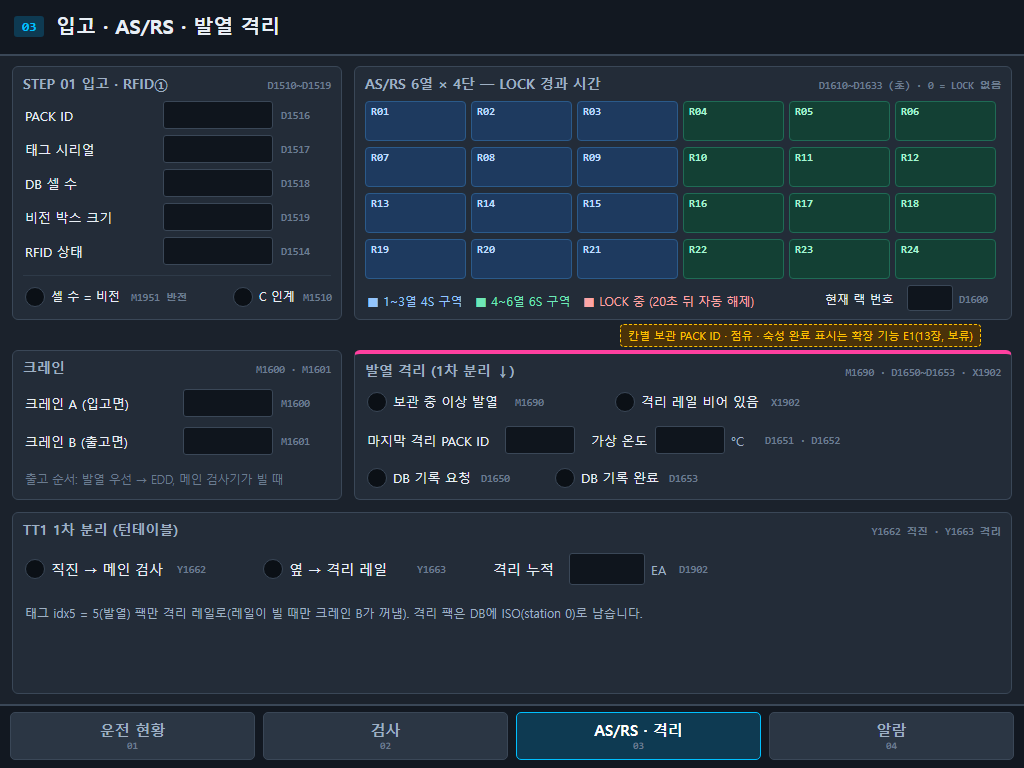 03 입고 · AS/RS · 발열 격리
STEP 01 입고 · RFID① D1510~D1519
PACK ID D1516
태그 시리얼 D1517
DB 셀 수 D1518
비전 박스 크기 D1519
RFID 상태 D1514
셀 수 = 비전 M1951 반전 C 인계 M1510
AS/RS 6열 × 4단 — LOCK 경과 시간 D1610~D1633 (초) · 0 = LOCK 없음
R01 R02 R03 R04 R05 R06
R07 R08 R09 R10 R11 R12
R13 R14 R15 R16 R17 R18
R19 R20 R21 R22 R23 R24
1~3열 4S 구역 4~6열 6S 구역 LOCK 중 (20초 뒤 자동 해제) 현재 랙 번호 D1600
칸별 보관 PACK ID · 점유 · 숙성 완료 표시는 확장 기능 E1(13장, 보류)
크레인 M1600 · M1601
크레인 A (입고면) M1600
크레인 B (출고면) M1601
출고 순서: 발열 우선 → EDD, 메인 검사기가 빌 때
발열 격리 (1차 분리 ↓) M1690 · D1650~D1653 · X1902
보관 중 이상 발열 M1690 격리 레일 비어 있음 X1902
마지막 격리 PACK ID 가상 온도 °C D1651 · D1652
DB 기록 요청 D1650 DB 기록 완료 D1653
TT1 1차 분리 (턴테이블) Y1662 직진 · Y1663 격리
직진 → 메인 검사 Y1662 옆 → 격리 레일 Y1663 격리 누적 EA D1902
태그 idx5 = 5(발열) 팩만 격리 레일로(레일이 빌 때만 크레인 B가 꺼냄). 격리 팩은 DB에 ISO(station 0)로 남습니다.
운전 현황
01
검사
02
AS/RS · 격리
03
알람
04